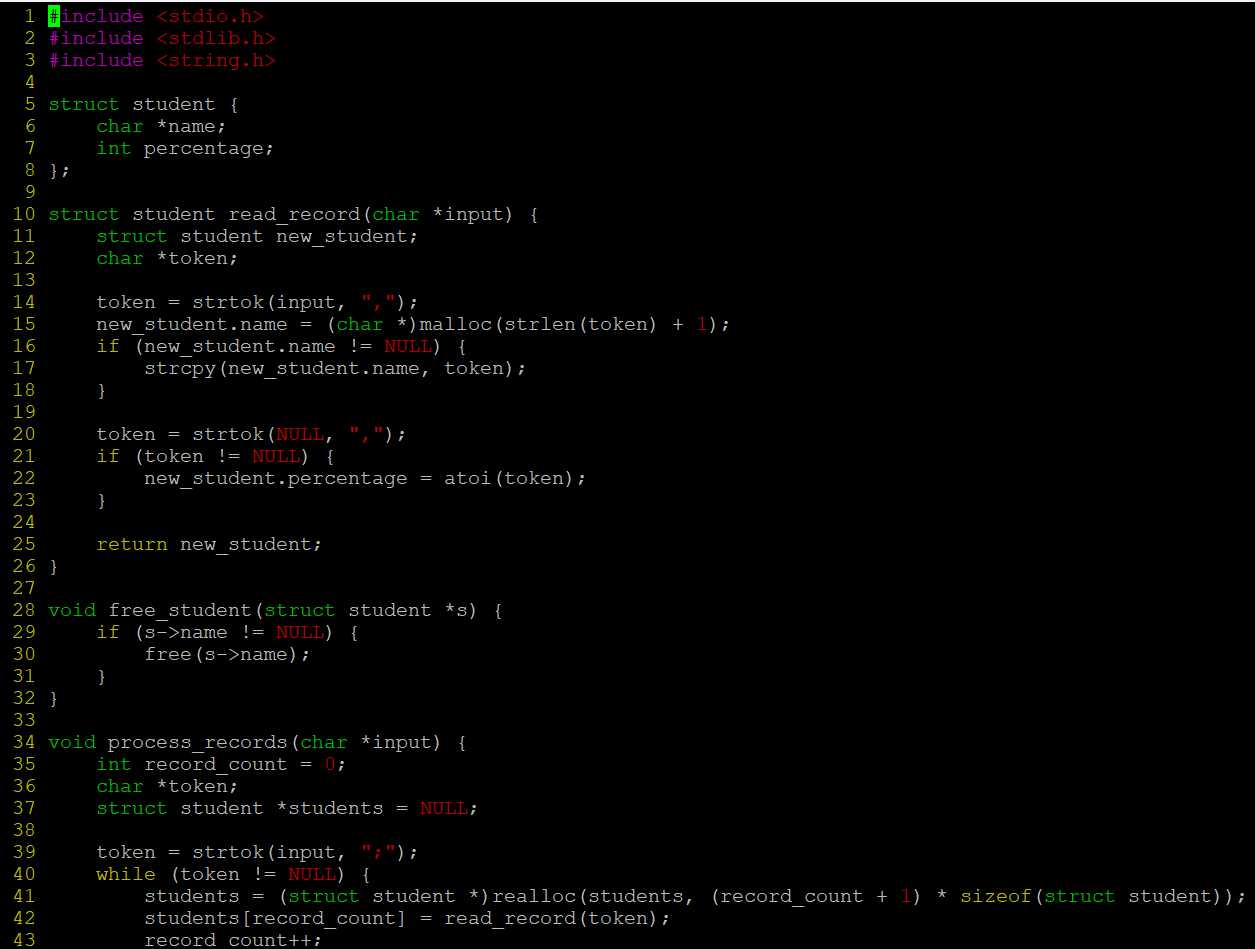 1 #include <stdio.h>
2 #include <stdlib.h>
3 #include <string.h>
4
5 struct student {
6     char *name;
7     int percentage;
8 };
9
10 struct student read_record(char *input) {
11     struct student new_student;
12     char *token;
13
14     token = strtok(input, ",");
15     new_student.name = (char *)malloc(strlen(token) + 1);
16     if (new_student.name != NULL) {
17         strcpy(new_student.name, token);
18     }
19
20     token = strtok(NULL, ",");
21     if (token != NULL) {
22         new_student.percentage = atoi(token);
23     }
24
25     return new_student;
26 }
27
28 void free_student(struct student *s) {
29     if (s->name != NULL) {
30         free(s->name);
31     }
32 }
33
34 void process_records(char *input) {
35     int record_count = 0;
36     char *token;
37     struct student *students = NULL;
38
39     token = strtok(input, ";");
40     while (token != NULL) {
41         students = (struct student *)realloc(students, (record_count + 1) * sizeof(struct student));
42         students[record_count] = read_record(token);
43         record_count++;